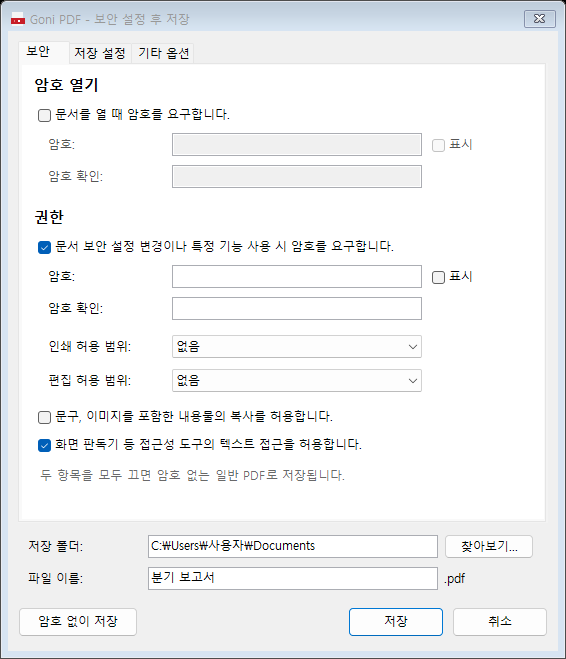 Goni PDF - 보안 설정 후 저장
보안 저장 설정 기타 옵션
암호 열기
문서를 열 때 암호를 요구합니다.
암호: 표시
암호 확인:
권한
문서 보안 설정 변경이나 특정 기능 사용 시 암호를 요구합니다.
암호: 표시
암호 확인:
인쇄 허용 범위: 없음
편집 허용 범위: 없음
문구, 이미지를 포함한 내용물의 복사를 허용합니다.
화면 판독기 등 접근성 도구의 텍스트 접근을 허용합니다.
두 항목을 모두 끄면 암호 없는 일반 PDF로 저장됩니다.
저장 폴더: C:₩Users₩사용자₩Documents 찾아보기...
파일 이름: 분기 보고서 .pdf
암호 없이 저장 저장 취소